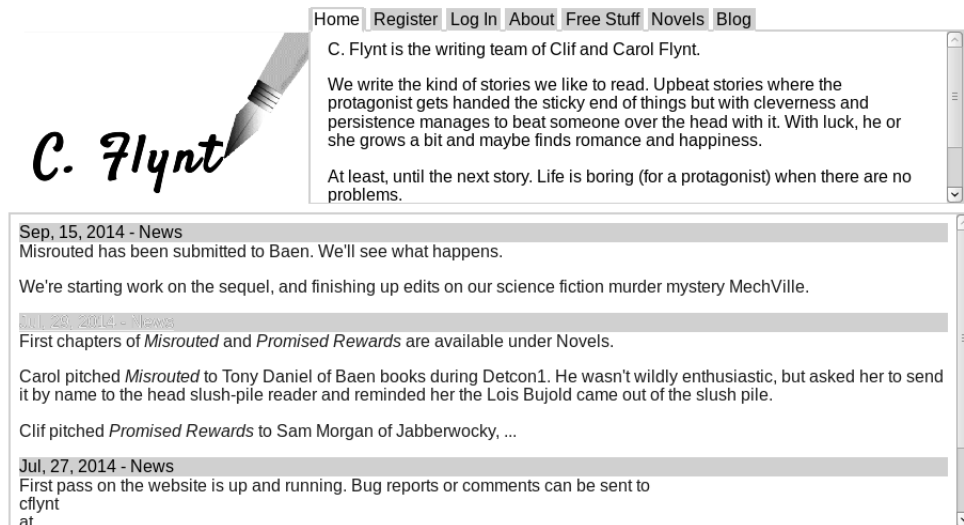 Home Register Log In About Free Stuff Novels Blog
C. Flynt
C. Flynt is the writing team of Clif and Carol Flynt.
We write the kind of stories we like to read. Upbeat stories where the
protagonist gets handed the sticky end of things but with cleverness and
persistence manages to beat someone over the head with it. With luck, he or
she grows a bit and maybe finds romance and happiness.
At least, until the next story. Life is boring (for a protagonist) when there are no
problems.
Sep, 15, 2014 - News
Misrouted has been submitted to Baen. We'll see what happens.
We're starting work on the sequel, and finishing up edits on our science fiction murder mystery MechVille.
Jul, 2014 - News
First chapters of Misrouted and Promised Rewards are available under Novels.
Carol pitched Misrouted to Tony Daniel of Baen books during Detcon1. He wasn't wildly enthusiastic, but asked her to send
it by name to the head slush-pile reader and reminded her the Lois Bujold came out of the slush pile.
Clif pitched Promised Rewards to Sam Morgan of Jabberwocky, ...
Jul, 27, 2014 - News
First pass on the website is up and running. Bug reports or comments can be sent to
cflynt
at